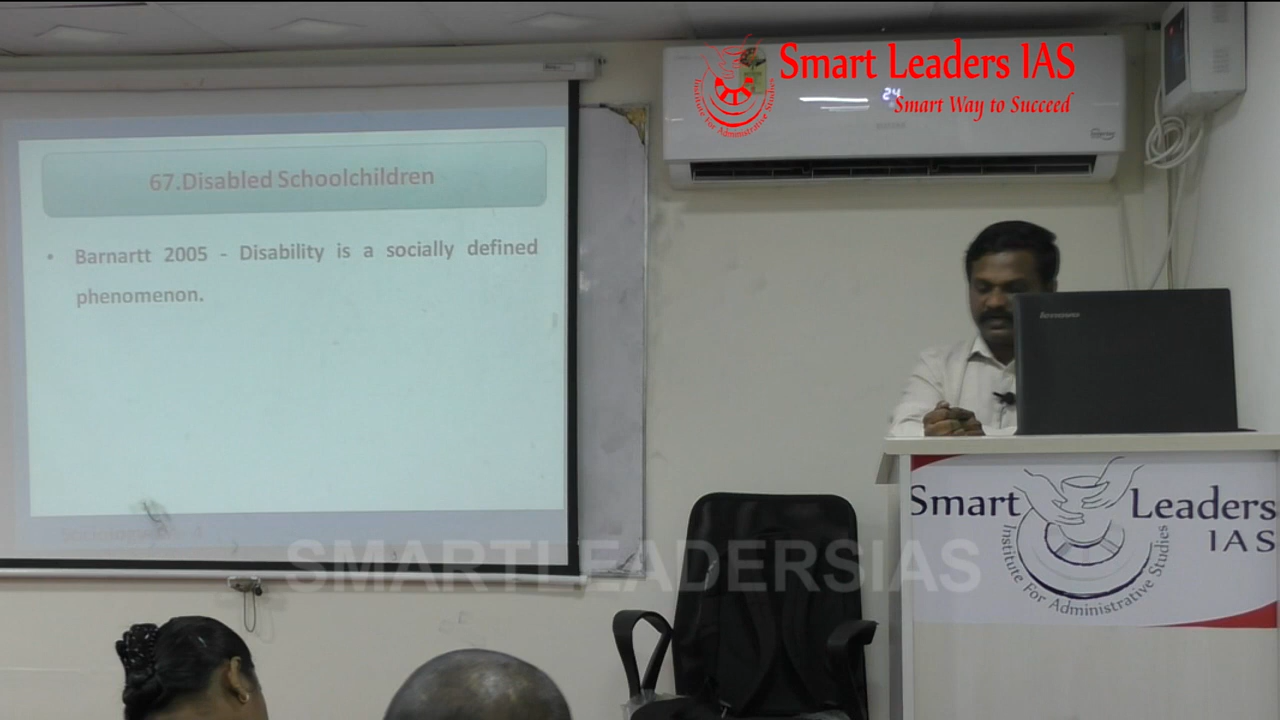 67.Disabled Schoolchildren
• Barnartt 2005 - Disability is a socially defined
phenomenon.
Smart Leaders IAS
Smart Way to Succeed
Institute For Administrative Studies
24
lenovo
Smart Leaders
IAS
Institute For Administrative Studies
SMARTLEADERSIAS